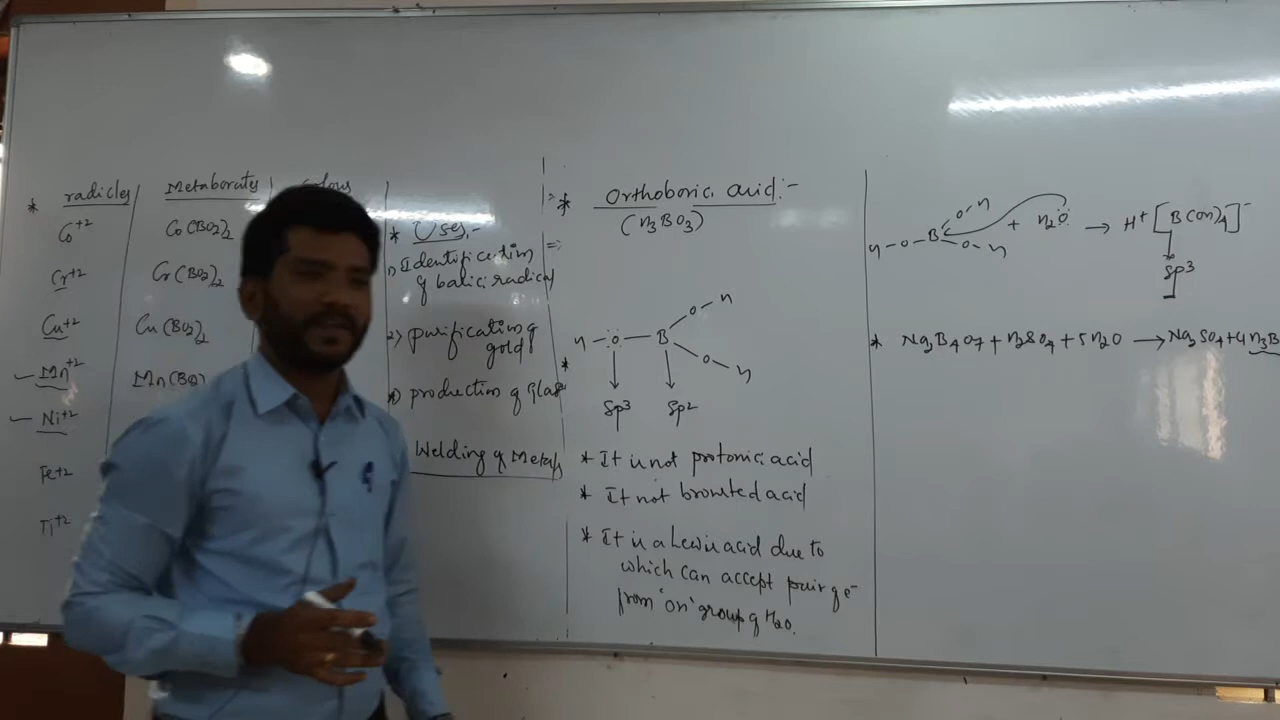 * radicles
Co+2
Cr+2
Cu+2
Mn+2
Ni+2
Fe+2
Ti+2
Metaborates
Co(BO2)2
Cr(BO2)2
Cu(BO2)2
Mn(BO2)
* Uses:-
1) Identification
of basic radical
2) purification of
gold
production of Glass
Welding of Metals
* Orthoboric acid:-
(H3BO3)
O-H
H-O-B
O-H
Sp3 Sp2
* It is not protonic acid
* It not bronsted acid
* It is a Lewis acid due to
which can accept pair of e-
from 'OH' group of H2O.
O-H
H-O-B + H2O → H+ [B(OH)4]-
O-H
Sp3
* Na2B4O7+H2SO4+5H2O → Na2SO4+4H3B